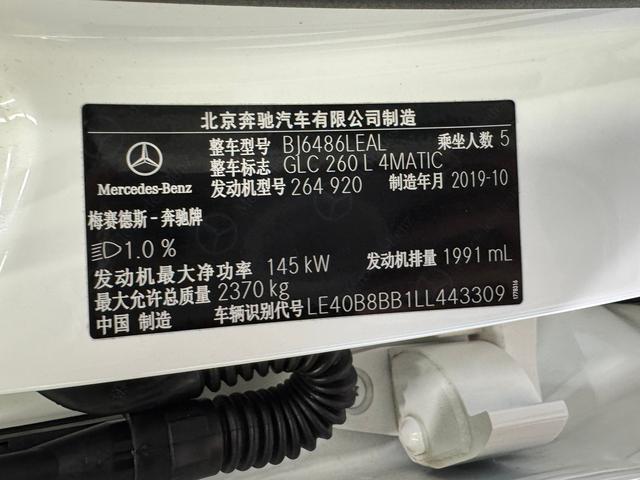 北京奔驰汽车有限公司制造
整车型号 BJ6486LEAL 乘坐人数 5
整车标志 GLC 260 L 4MATIC
发动机型号 264 920 制造年月 2019-10
Mercedes-Benz
梅赛德斯-奔驰牌
1.0 %
发动机最大净功率 145 kW 发动机排量 1991 mL
最大允许总质量 2370 kg
中国 制造 车辆识别代号 LE40B8BB1LL443309